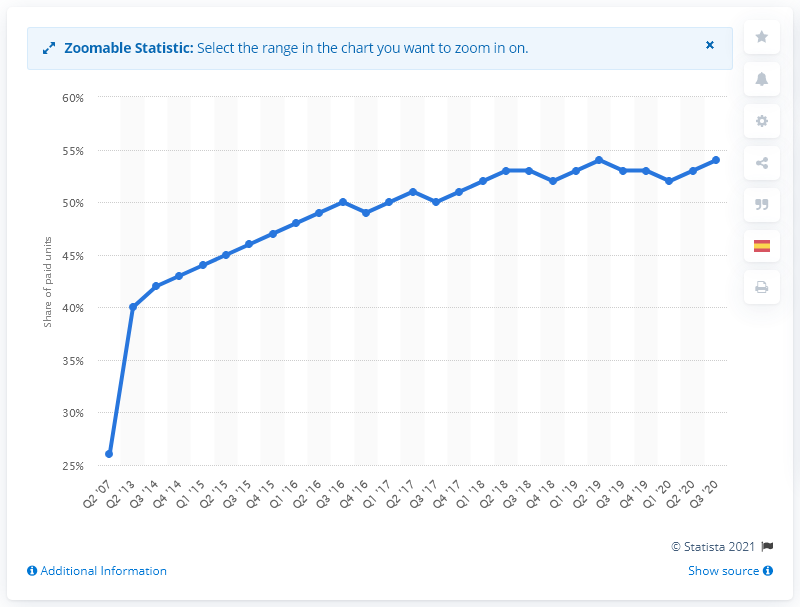 Zoomable Statistic: Select the range in the chart you want to zoom in on.
60%
55%
50%
45%
40%
35%
30%
25%
Share of paid units
Q2 '07
Q2 '13
Q3 '14
Q4 '14
Q1 '15
Q2 '15
Q3 '15
Q4 '15
Q1 '16
Q2 '16
Q3 '16
Q4 '16
Q1 '17
Q2 '17
Q3 '17
Q4 '17
Q1 '18
Q2 '18
Q3 '18
Q4 '18
Q1 '19
Q2 '19
Q3 '19
Q4 '19
Q1 '20
Q2 '20
Q3 '20
© Statista 2021
Additional Information
Show source